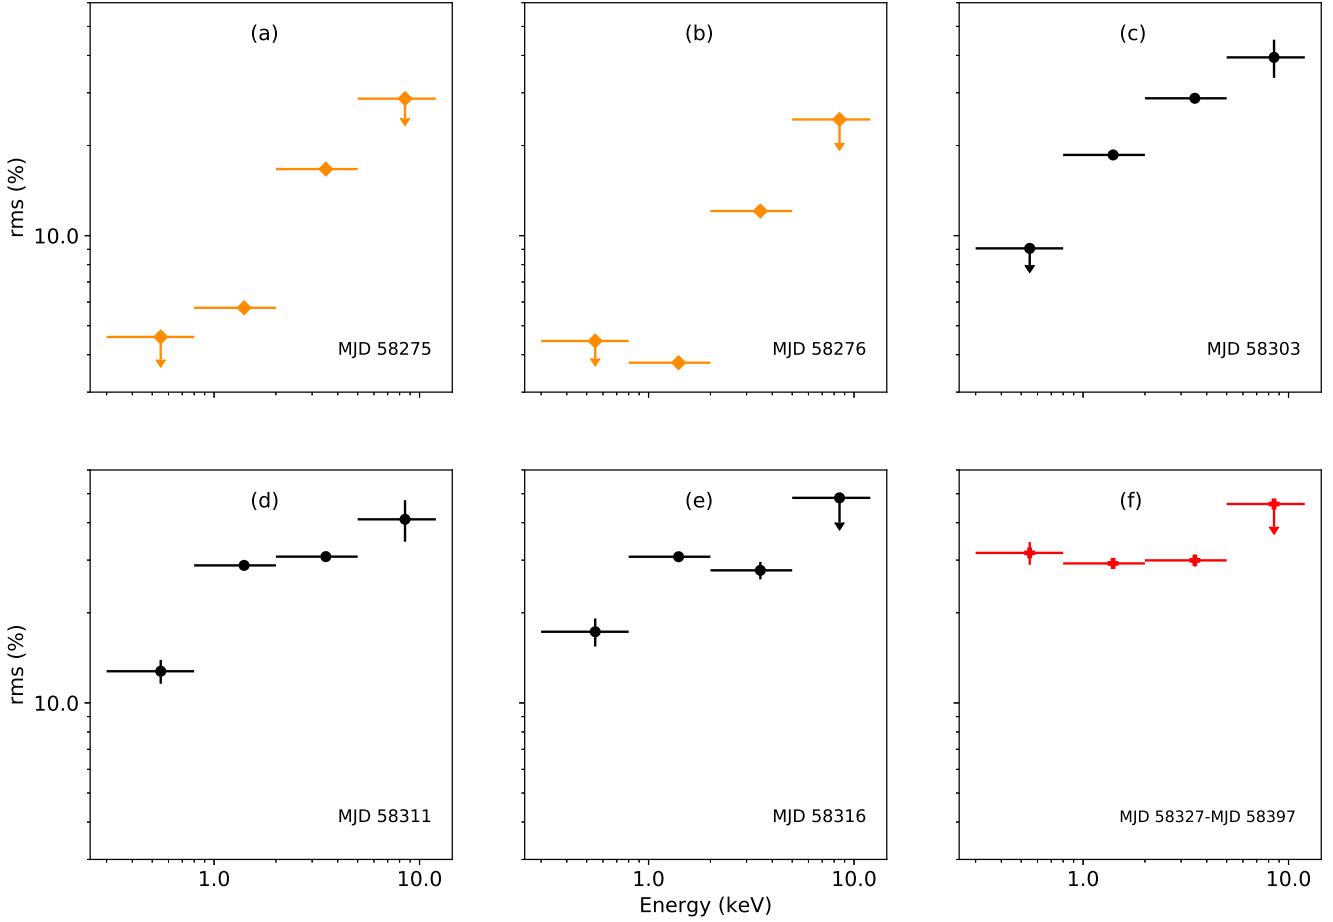 (a)
(b)
(c)
rms (%)
10.0
MJD 58275
MJD 58276
MJD 58303
(d)
(e)
(f)
rms (%)
10.0
MJD 58311
MJD 58316
MJD 58327-MJD 58397
1.0 10.0
1.0 10.0
1.0 10.0
Energy (keV)